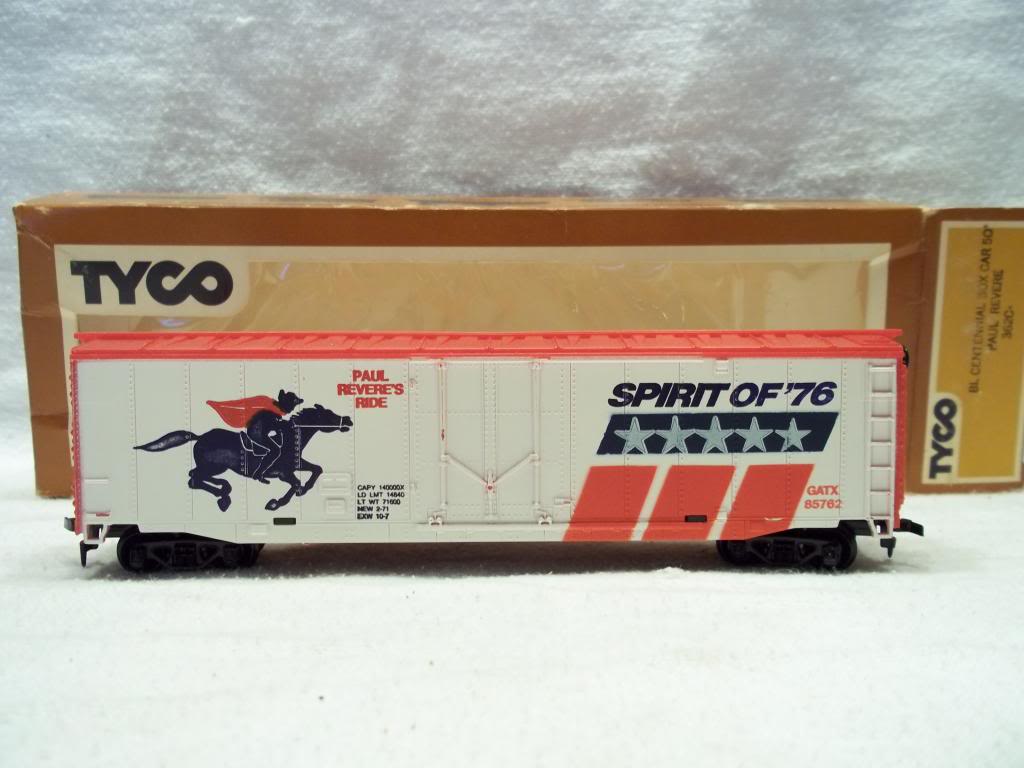 TYCO
BI. CENTENNIAL BOX CAR 50'
PAUL REVERE
362C-
TYCO
PAUL
REVERE'S
RIDE
SPIRIT OF '76
CAPY 140000X
LD LMT 14840
LT WT 71600
NEW 2-71
EXW 10-7
GATX
85762